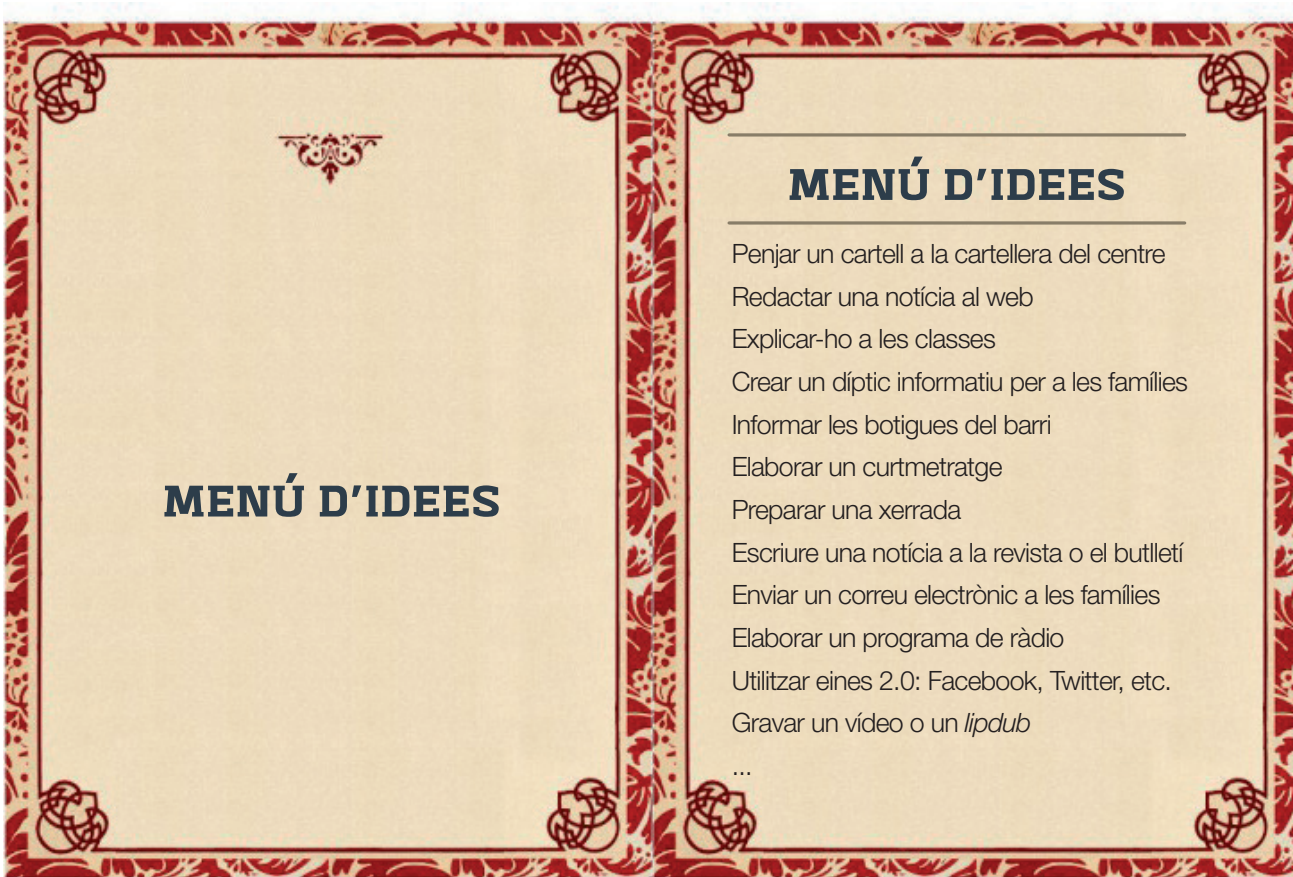 MENÚ D'IDEES
MENÚ D'IDEES
Penjar un cartell a la cartellera del centre
Redactar una notícia al web
Explicar-ho a les classes
Crear un díptic informatiu per a les famílies
Informar les botigues del barri
Elaborar un curtmetratge
Preparar una xerrada
Escriure una notícia a la revista o el butlletí
Enviar un correu electrònic a les famílies
Elaborar un programa de ràdio
Utilitzar eines 2.0: Facebook, Twitter, etc.
Gravar un vídeo o un lipdub
...